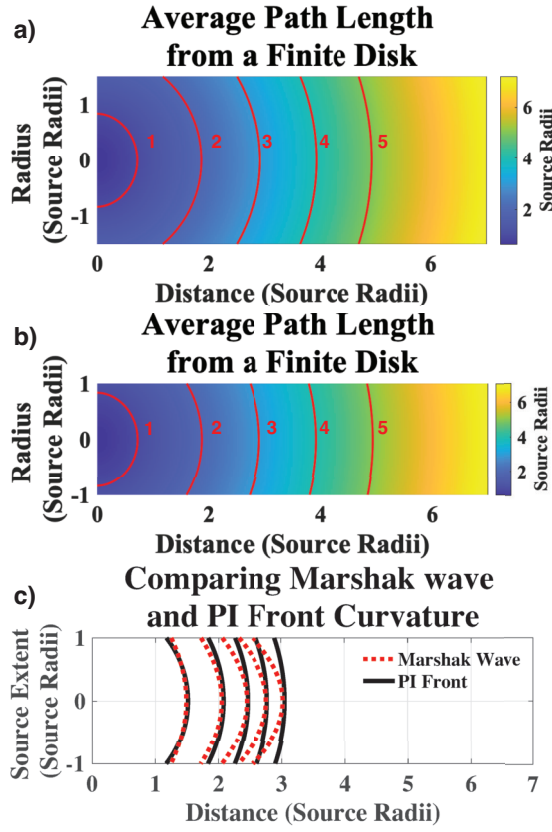 a)
Average Path Length
from a Finite Disk
Radius
(Source Radii)
1
0
-1
1
2
3
4
5
6
4
2
Source Radii
0
2
4
6
Distance (Source Radii)
b)
Average Path Length
from a Finite Disk
Radius
(Source Radii)
1
0
-1
1
2
3
4
5
6
4
2
Source Radii
0
2
4
6
Distance (Source Radii)
c)
Comparing Marshak wave
and PI Front Curvature
Source Extent
(Source Radii)
1
0
-1
Marshak Wave
PI Front
0
1
2
3
4
5
6
7
Distance (Source Radii)